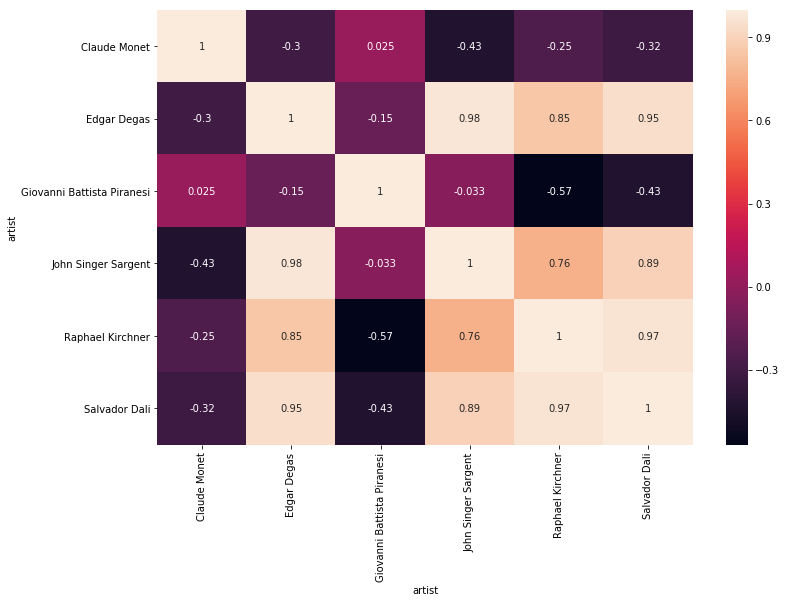 Claude Monet 1 -0.3 0.025 -0.43 -0.25 -0.32
Edgar Degas -0.3 1 -0.15 0.98 0.85 0.95
Giovanni Battista Piranesi 0.025 -0.15 1 -0.033 -0.57 -0.43
John Singer Sargent -0.43 0.98 -0.033 1 0.76 0.89
Raphael Kirchner -0.25 0.85 -0.57 0.76 1 0.97
Salvador Dali -0.32 0.95 -0.43 0.89 0.97 1
artist
Claude Monet
Edgar Degas
Giovanni Battista Piranesi
John Singer Sargent
Raphael Kirchner
Salvador Dali
artist
0.9
0.6
0.3
0.0
−0.3